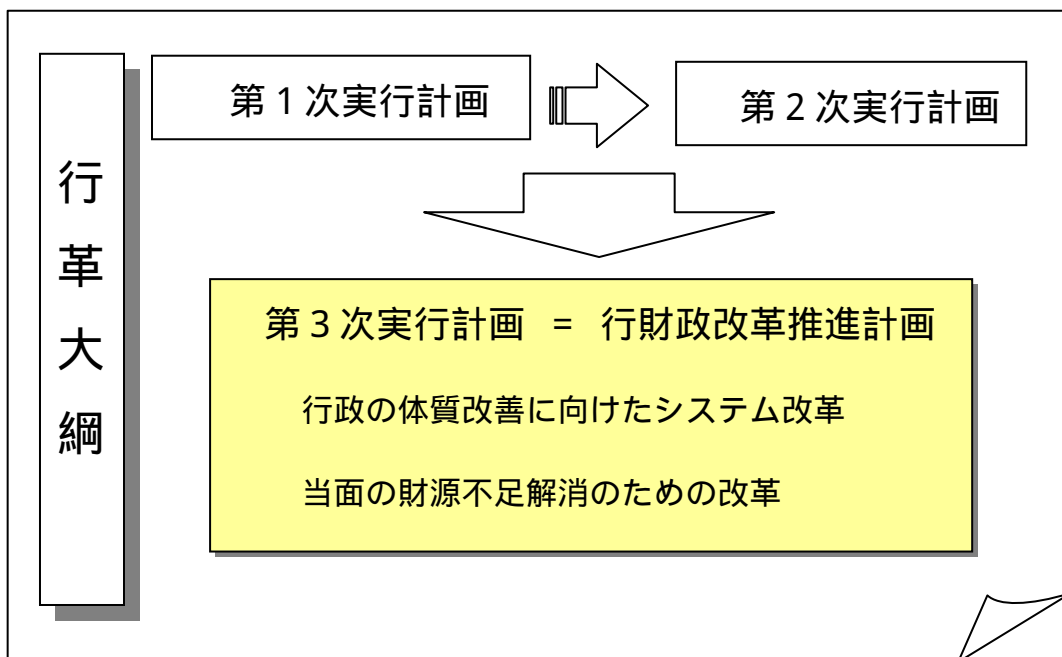 行革大綱
第１次実行計画
第２次実行計画
第３次実行計画 = 行財政改革推進計画
行政の体質改善に向けたシステム改革
当面の財源不足解消のための改革